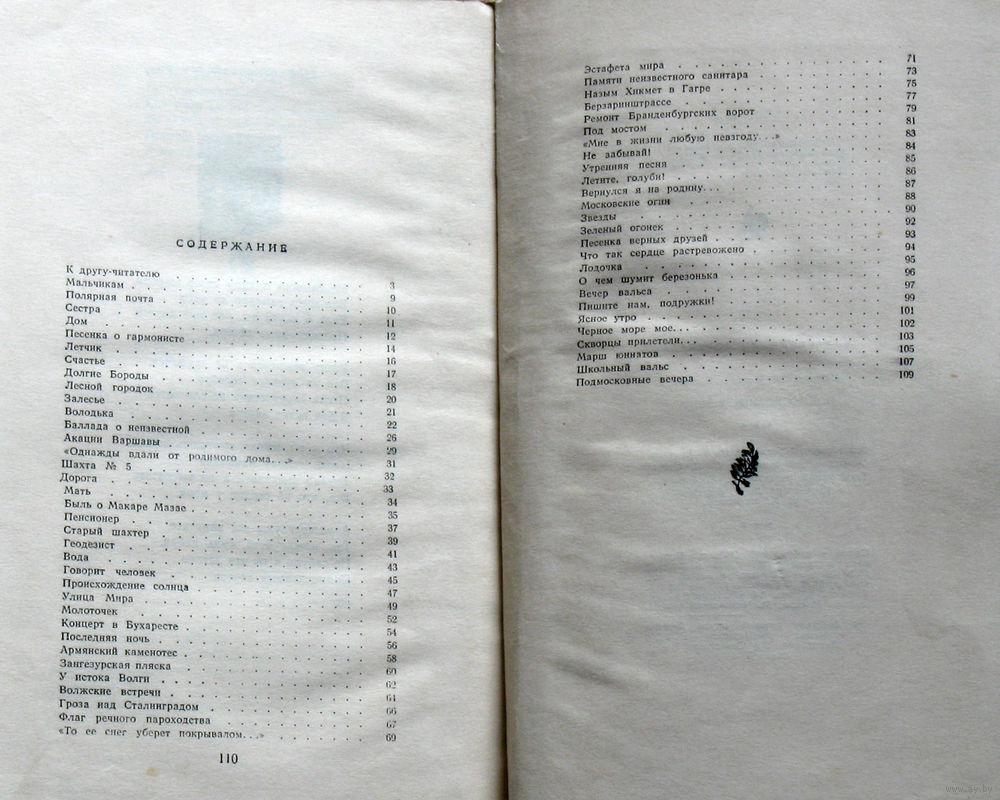 СОДЕРЖАНИЕ
К другу-читателю . . . 3
Мальчикам . . . 9
Полярная почта . . . 10
Сестра . . . 11
Дом . . . 12
Песенка о гармонисте . . . 14
Летчик . . . 16
Счастье . . . 17
Долгие Бороды . . . 18
Лесной городок . . . 20
Залесье . . . 21
Володька . . . 22
Баллада о неизвестной . . . 26
Акации Варшавы . . . 29
«Однажды вдали от родимого дома...» . . . 31
Шахта № 5 . . . 32
Дорога . . . 33
Мать . . . 34
Быль о Макаре Мазае . . . 35
Пенсионер . . . 37
Старый шахтер . . . 39
Геодезист . . . 41
Вода . . . 43
Говорит человек . . . 45
Происхождение солнца . . . 47
Улица Мира . . . 49
Молоточек . . . 52
Концерт в Бухаресте . . . 54
Последняя ночь . . . 56
Армянский каменотес . . . 58
Зангезурская пляска . . . 60
У истока Волги . . . 62
Волжские встречи . . . 64
Гроза над Сталинградом . . . 66
Флаг речного пароходства . . . 67
«То ее снег уберет покрывалом...» . . . 69
110
Эстафета мира . . . 71
Памяти неизвестного санитара . . . 73
Назым Хикмет в Гагре . . . 75
Берзаринштрассе . . . 77
Ремонт Бранденбургских ворот . . . 79
Под мостом . . . 81
«Мне в жизни любую невзгоду...» . . . 83
Не забывай! . . . 84
Утренняя песня . . . 85
Летите, голуби! . . . 86
Вернулся я на родину... . . . 87
Московские огни . . . 88
Звезды . . . 90
Зеленый огонек . . . 92
Песенка верных друзей . . . 93
Что так сердце растревожено . . . 94
Лодочка . . . 95
О чем шумит березонька . . . 96
Вечер вальса . . . 97
Пишите нам, подружки! . . . 99
Ясное утро . . . 101
Черное море мое... . . . 102
Скворцы прилетели... . . . 103
Марш юннатов . . . 105
Школьный вальс . . . 107
Подмосковные вечера . . . 109
www.ay.by